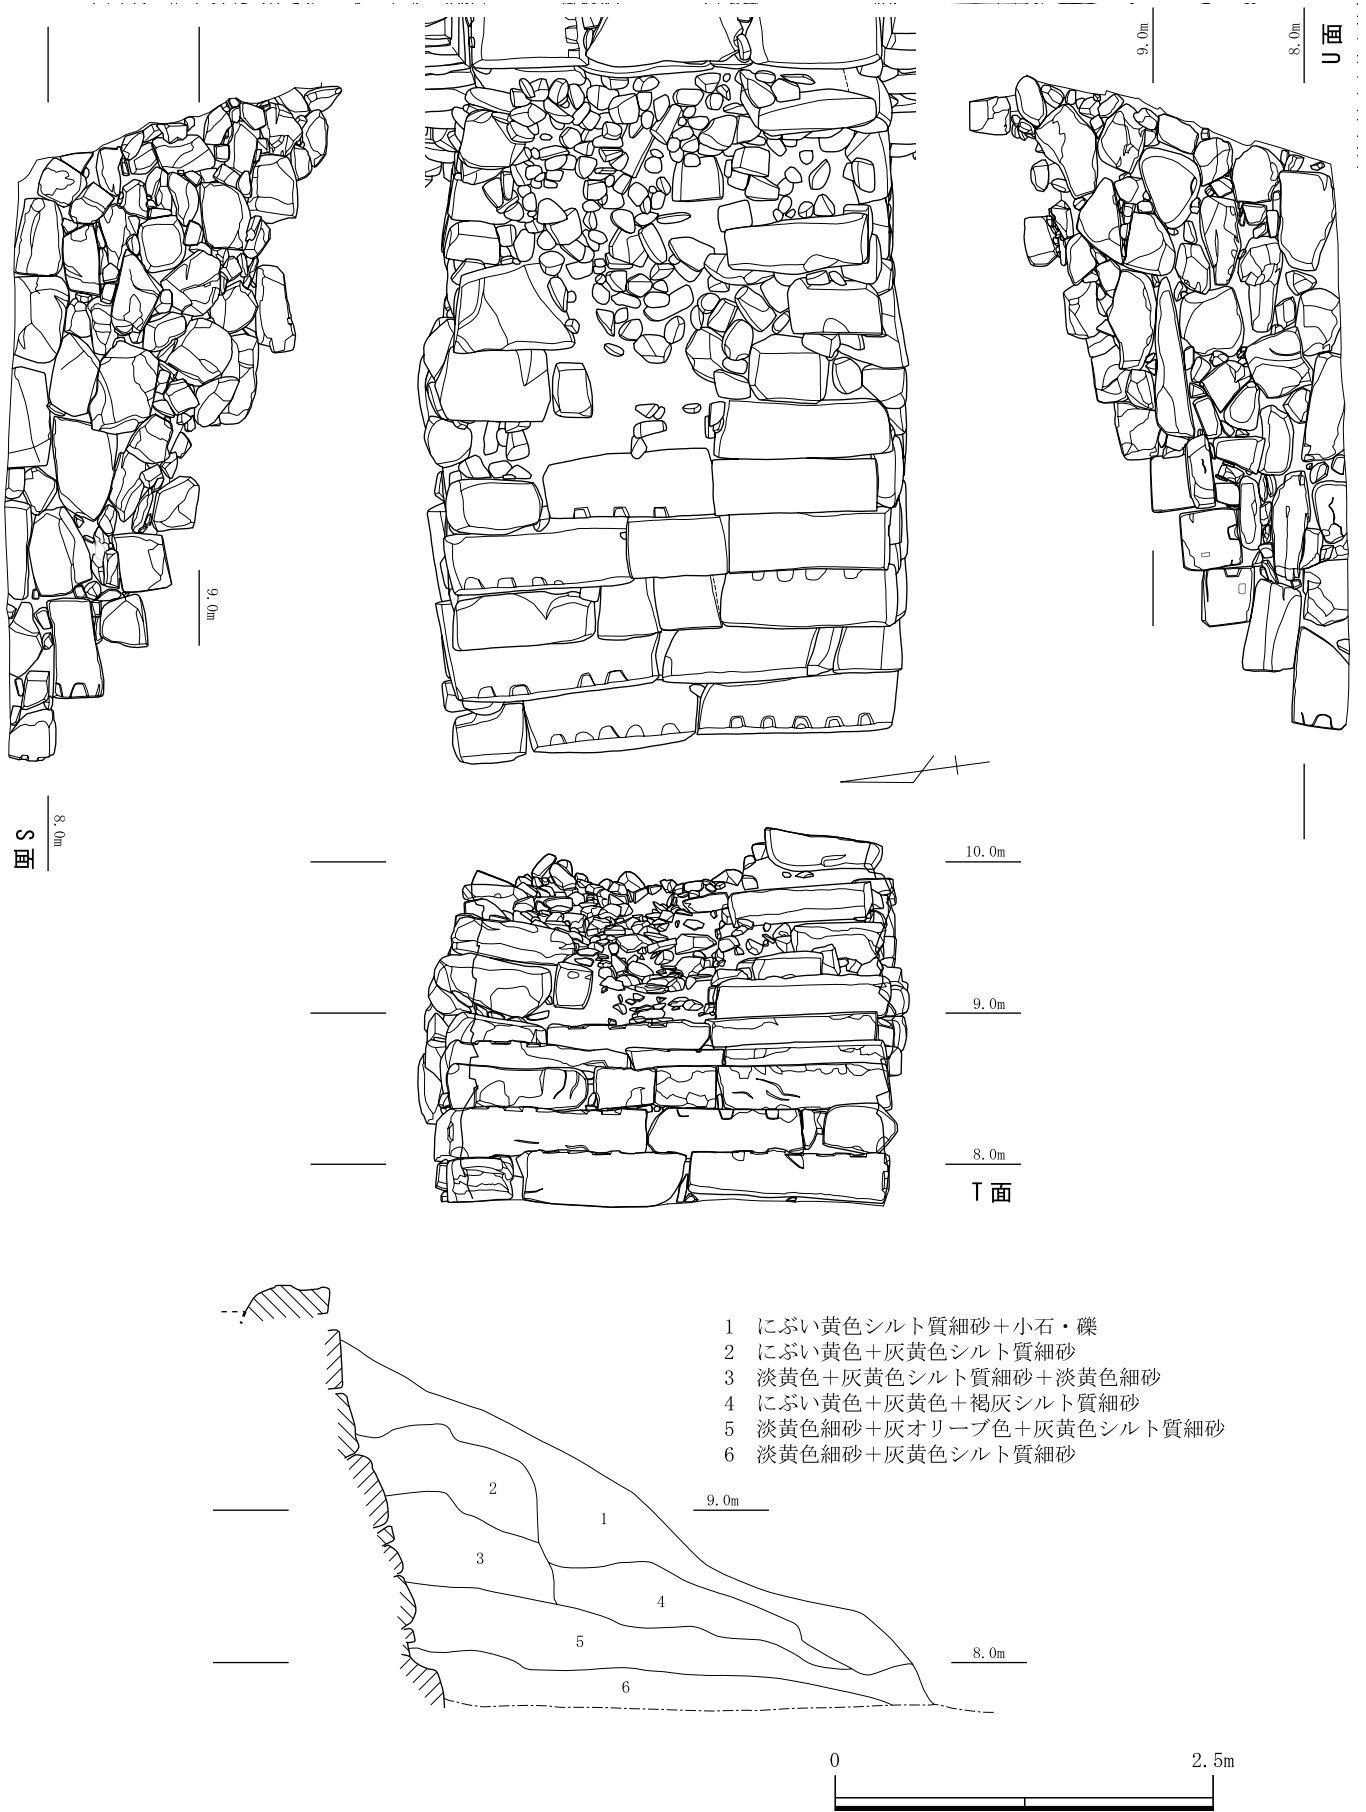 9.0m
8.0m
U面
9.0m
8.0m
S面
10.0m
9.0m
8.0m
T面
1 にぶい黄色シルト質細砂＋小石・礫
2 にぶい黄色＋灰黄色シルト質細砂
3 淡黄色＋灰黄色シルト質細砂＋淡黄色細砂
4 にぶい黄色＋灰黄色＋褐灰シルト質細砂
5 淡黄色細砂＋灰オリーブ色＋灰黄色シルト質細砂
6 淡黄色細砂＋灰黄色シルト質細砂
2
9.0m
1
3
4
5
8.0m
6
0 2.5m